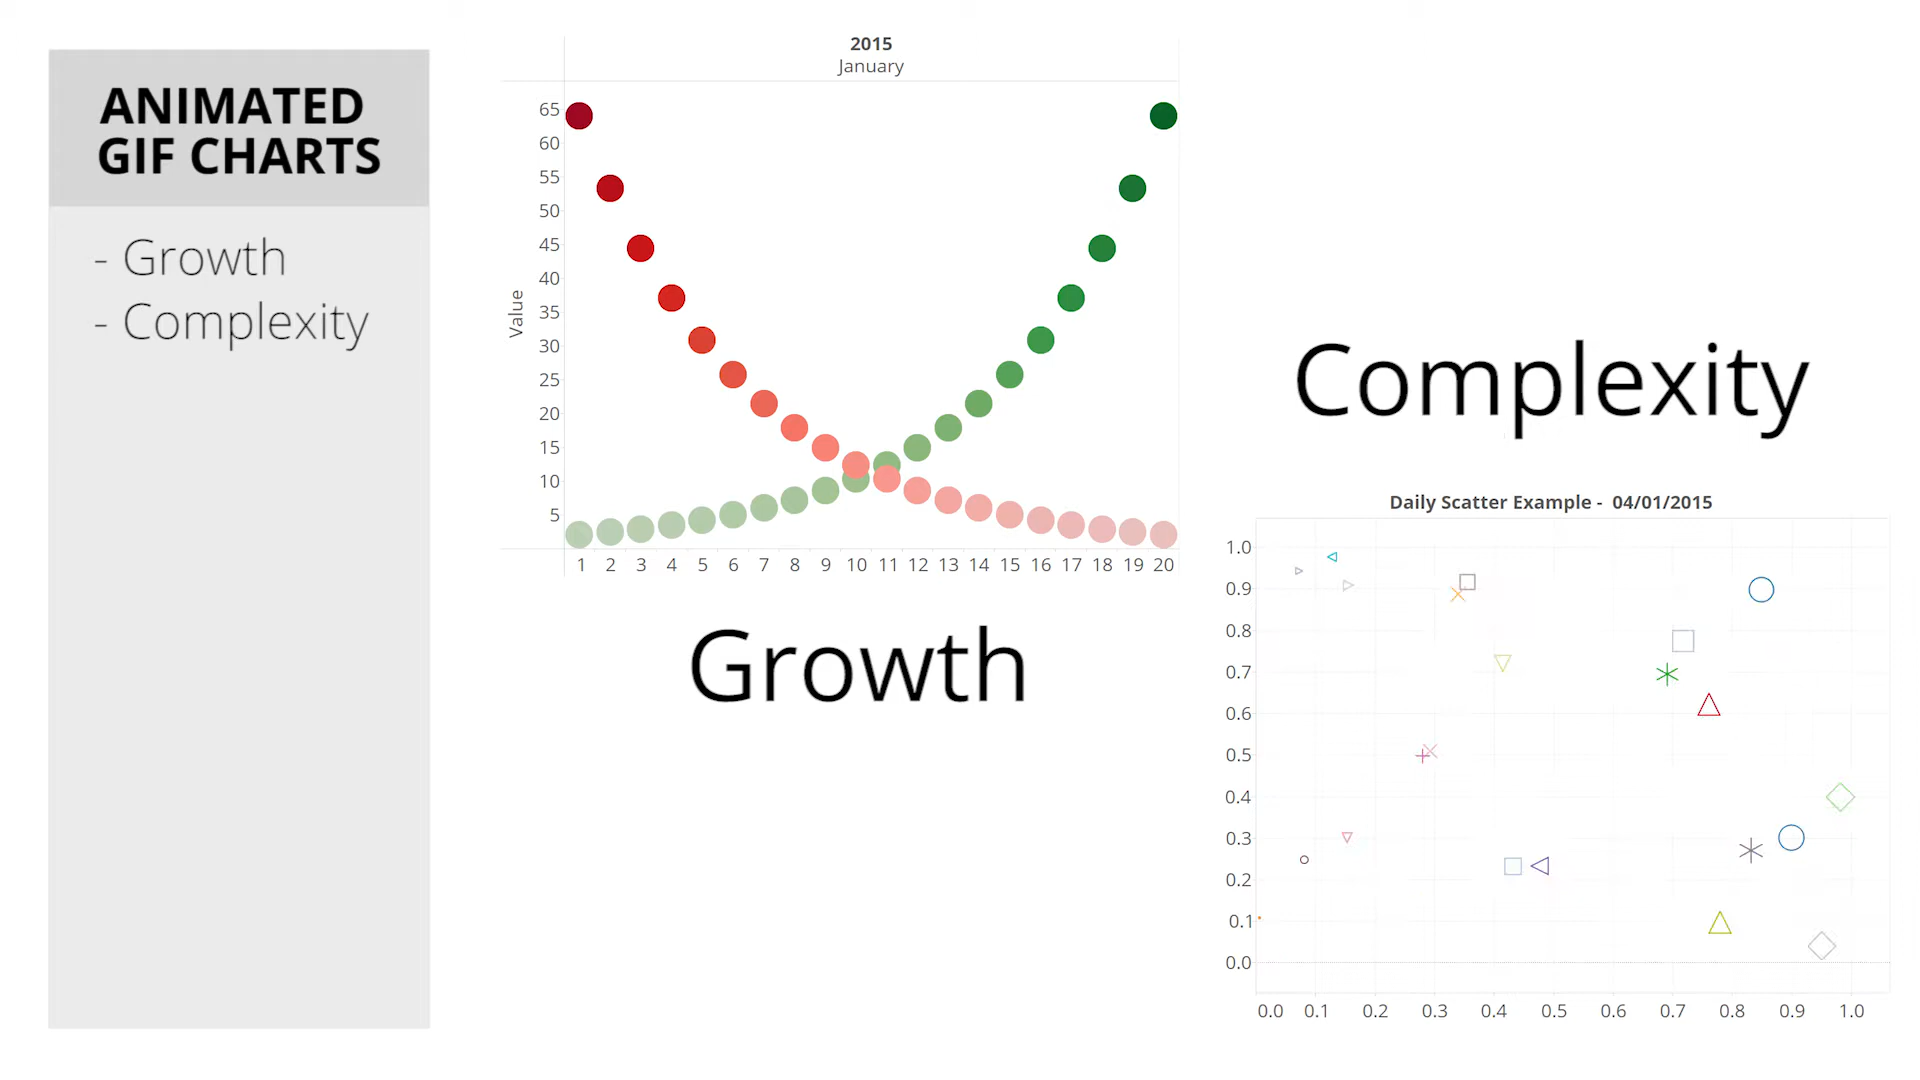 ANIMATED
GIF CHARTS
- Growth
- Complexity
2015
January
Value
65
60
55
50
45
40
35
30
25
20
15
10
5
1 2 3 4 5 6 7 8 9 10 11 12 13 14 15 16 17 18 19 20
Growth
Complexity
Daily Scatter Example - 04/01/2015
1.0
0.9
0.8
0.7
0.6
0.5
0.4
0.3
0.2
0.1
0.0
0.0 0.1 0.2 0.3 0.4 0.5 0.6 0.7 0.8 0.9 1.0